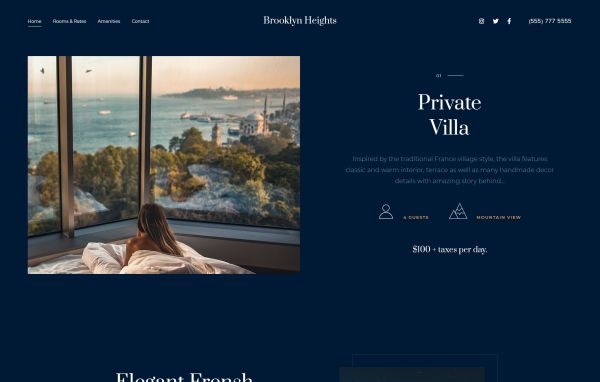 Home Rooms & Rates Amenities Contact Brooklyn Heights (555) 777 5555
01
Private
Villa
Inspired by the traditional France village style, the villa features
classic and warm interior, terrace as well as many handmade decor
details with amazing story behind...
4 GUESTS MOUNTAIN VIEW
$100 + taxes per day.
Elegant French